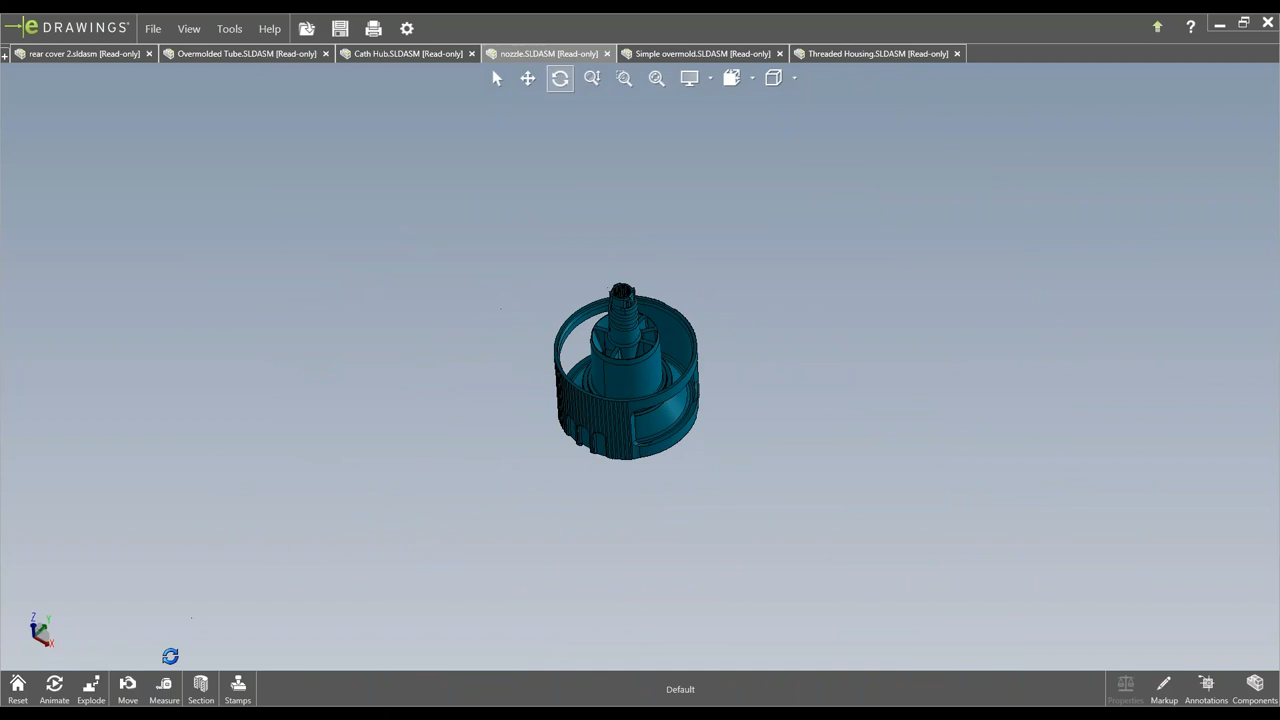 eDRAWINGS® File View Tools Help
rear cover 2.sldasm [Read-only] Overmolded Tube.SLDASM [Read-only] Cath Hub.SLDASM [Read-only] nozzle.SLDASM [Read-only] Simple overmold.SLDASM [Read-only] Threaded Housing.SLDASM [Read-only]
Z Y
X
Reset Animate Explode Move Measure Section Stamps Default Properties Markup Annotations Components